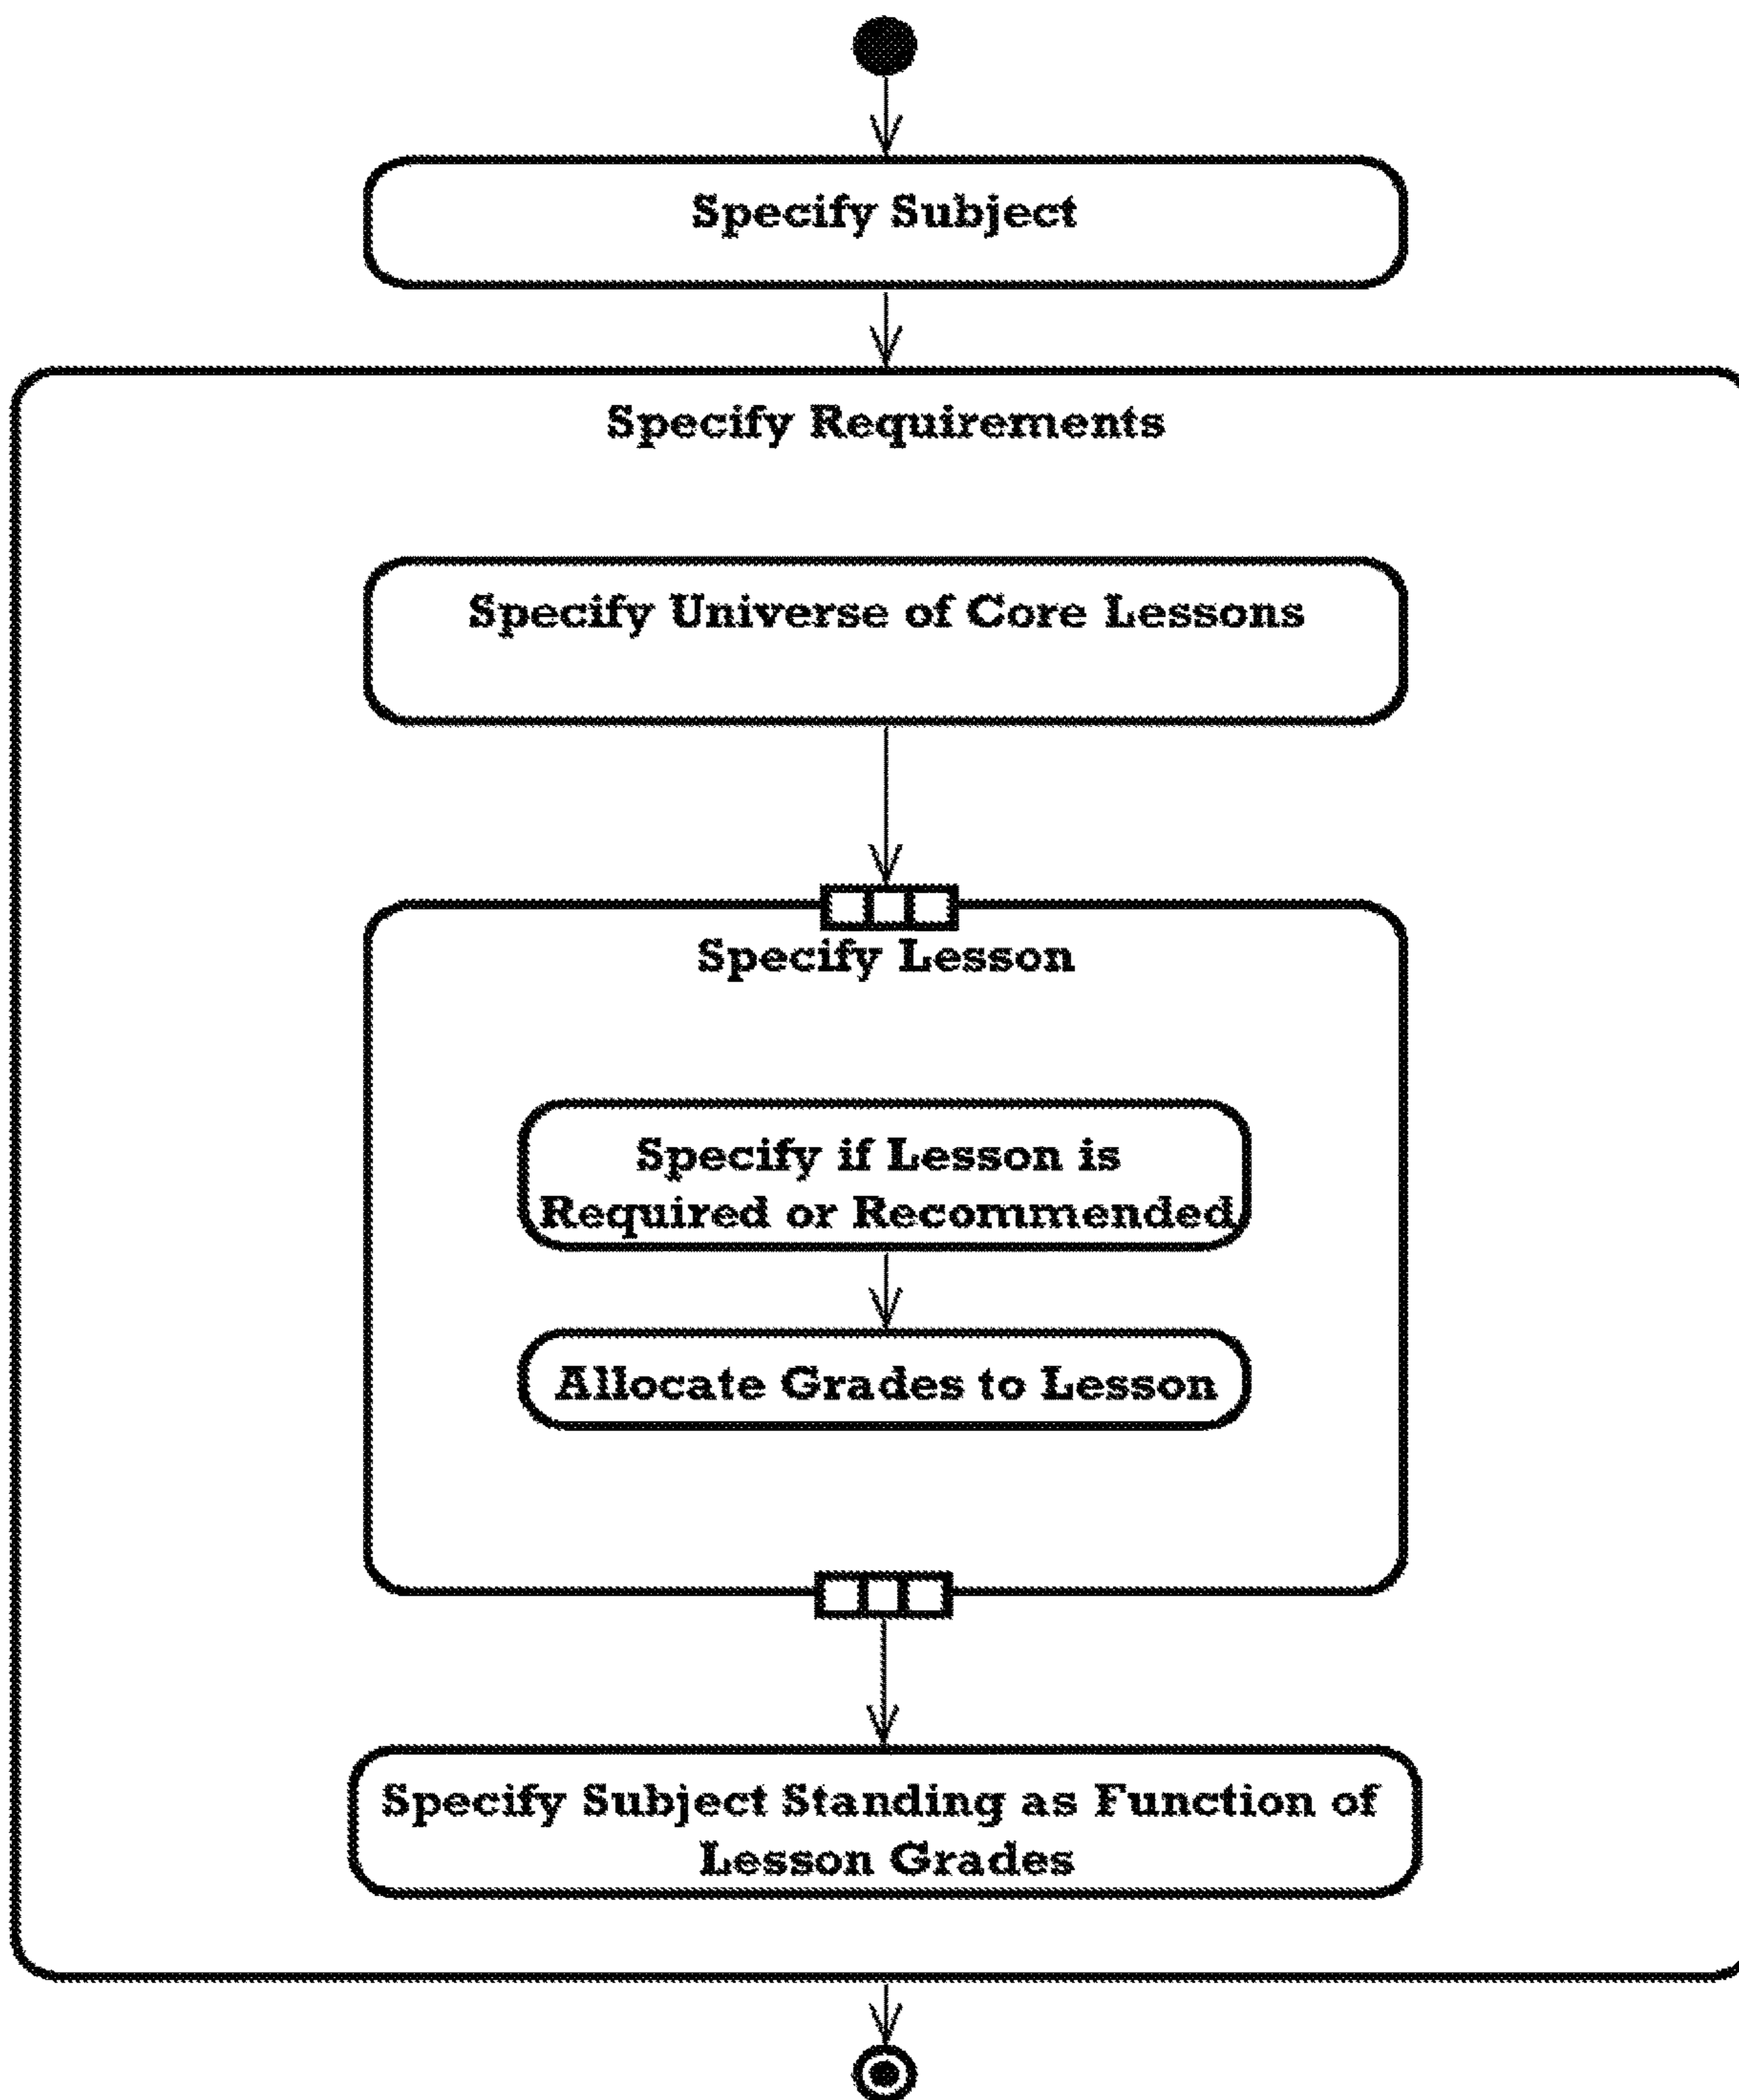 Specify Subject
Specify Requirements
Specify Universe of Core Lessons
Specify Lesson
Specify if Lesson is
Required or Recommended
Allocate Grades to Lesson
Specify Subject Standing as Function of
Lesson Grades